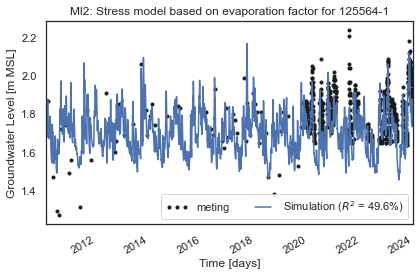 MI2: Stress model based on evaporation factor for 125564-1
Groundwater Level [m MSL]
2.2
2.0
1.8
1.6
1.4
meting
Simulation (R² = 49.6%)
2012
2014
2016
2018
2020
2022
2024
Time [days]